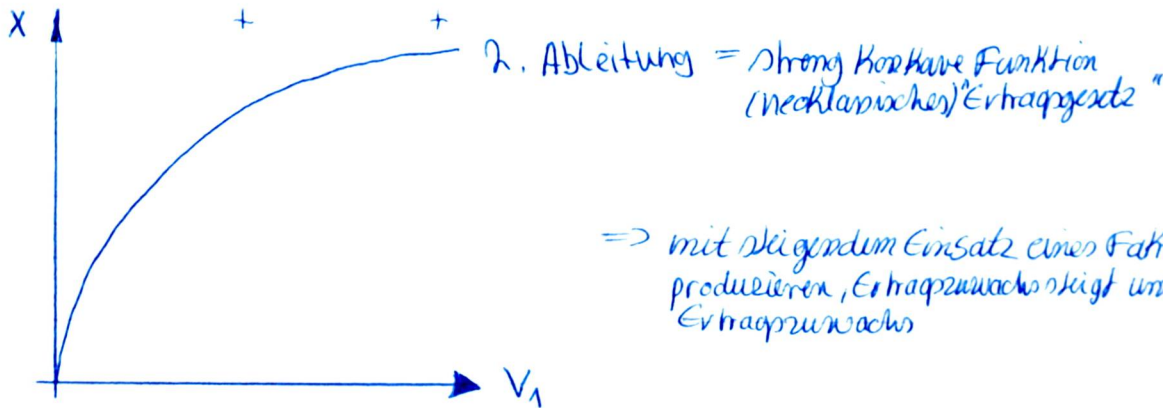 X
+ +
2. Ableitung = streng Konkave Funktion
(neoklassisches) "Ertragsgesetz"
=> mit steigendem Einsatz eines Fak
produzieren, Ertragszuwachs steigt un
Ertragszuwachs
V₁